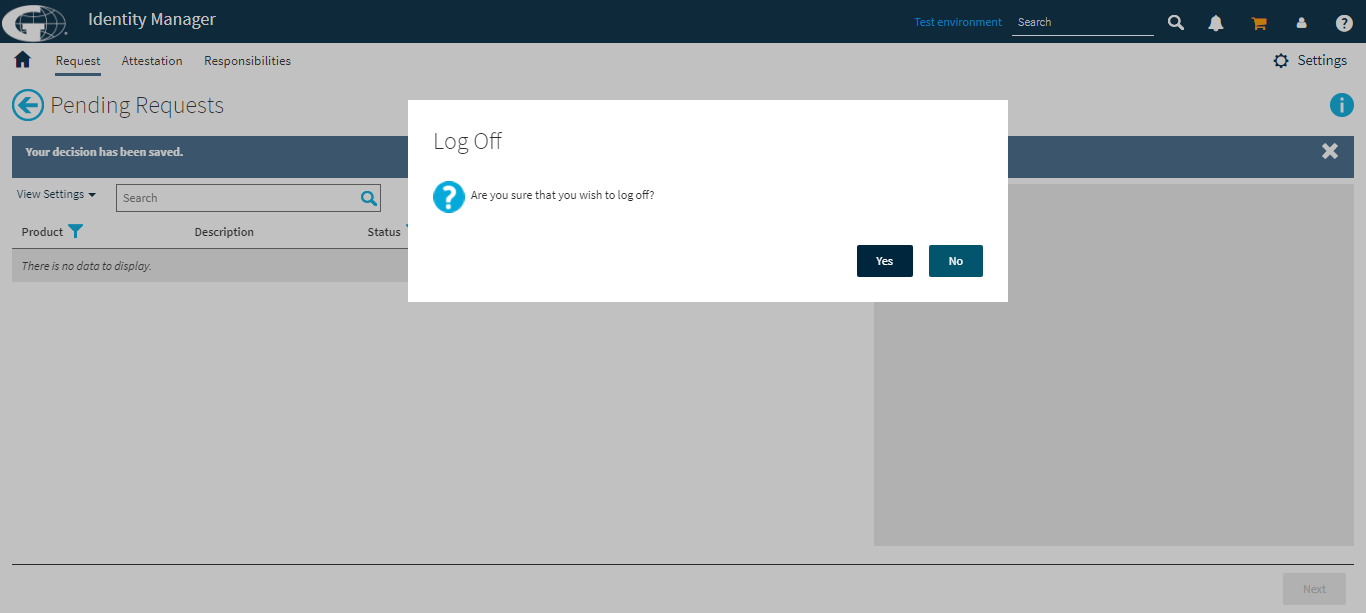 Identity Manager
Test environment
Search
Request Attestation Responsibilities
Settings
Pending Requests
Your decision has been saved.
View Settings
Search
Product Description Status
There is no data to display.
Log Off
Are you sure that you wish to log off?
Yes No
Next